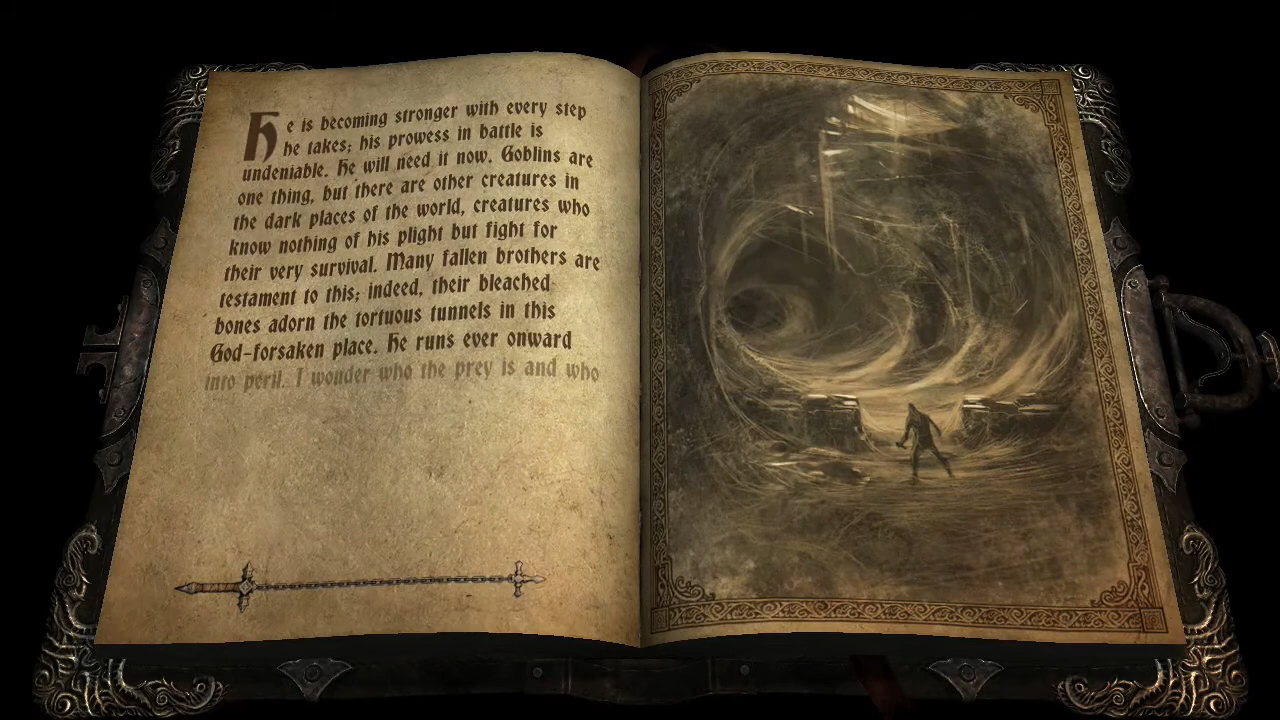 He is becoming stronger with every step
he takes; his prowess in battle is
undeniable. He will need it now. Goblins are
one thing, but there are other creatures in
the dark places of the world, creatures who
know nothing of his plight but fight for
their very survival. Many fallen brothers are
testament to this; indeed, their bleached
bones adorn the tortuous tunnels in this
God-forsaken place. He runs ever onward
into peril. I wonder who the prey is and who